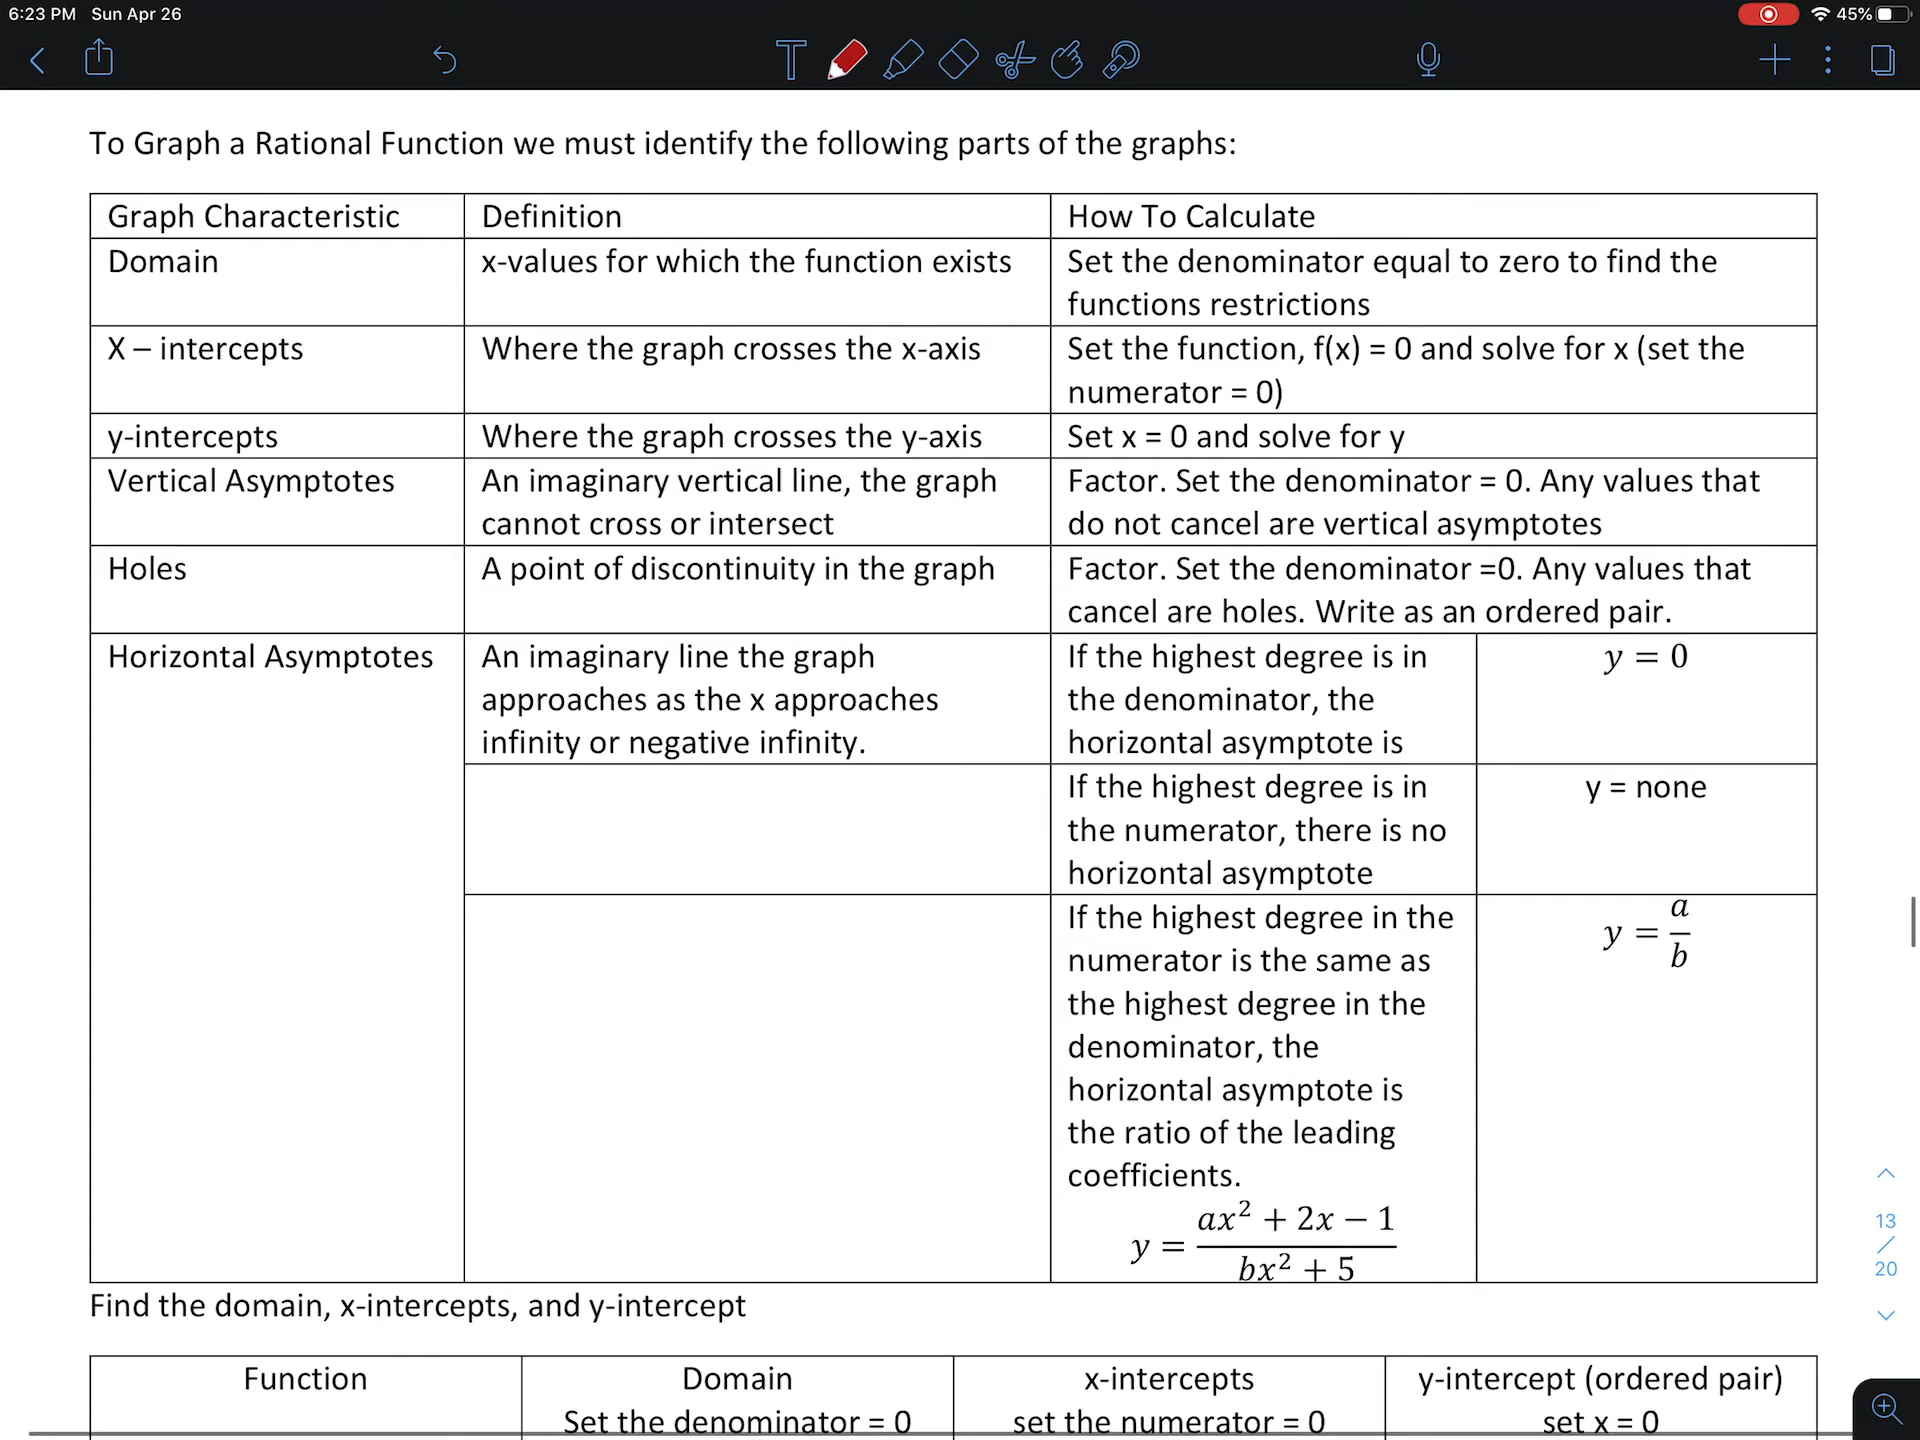 6:23 PM Sun Apr 26
45%
To Graph a Rational Function we must identify the following parts of the graphs:
Graph Characteristic
Definition
How To Calculate
Domain
x-values for which the function exists
Set the denominator equal to zero to find the
functions restrictions
X – intercepts
Where the graph crosses the x-axis
Set the function, f(x) = 0 and solve for x (set the
numerator = 0)
y-intercepts
Where the graph crosses the y-axis
Set x = 0 and solve for y
Vertical Asymptotes
An imaginary vertical line, the graph
cannot cross or intersect
Factor. Set the denominator = 0. Any values that
do not cancel are vertical asymptotes
Holes
A point of discontinuity in the graph
Factor. Set the denominator =0. Any values that
cancel are holes. Write as an ordered pair.
Horizontal Asymptotes
An imaginary line the graph
approaches as the x approaches
infinity or negative infinity.
If the highest degree is in
the denominator, the
horizontal asymptote is
y = 0
If the highest degree is in
the numerator, there is no
horizontal asymptote
y = none
If the highest degree in the
numerator is the same as
the highest degree in the
denominator, the
horizontal asymptote is
the ratio of the leading
coefficients.
y = (ax² + 2x − 1)/(bx² + 5)
y = a/b
13
/
20
Find the domain, x-intercepts, and y-intercept
Function
Domain
Set the denominator = 0
x-intercepts
set the numerator = 0
y-intercept (ordered pair)
set x = 0